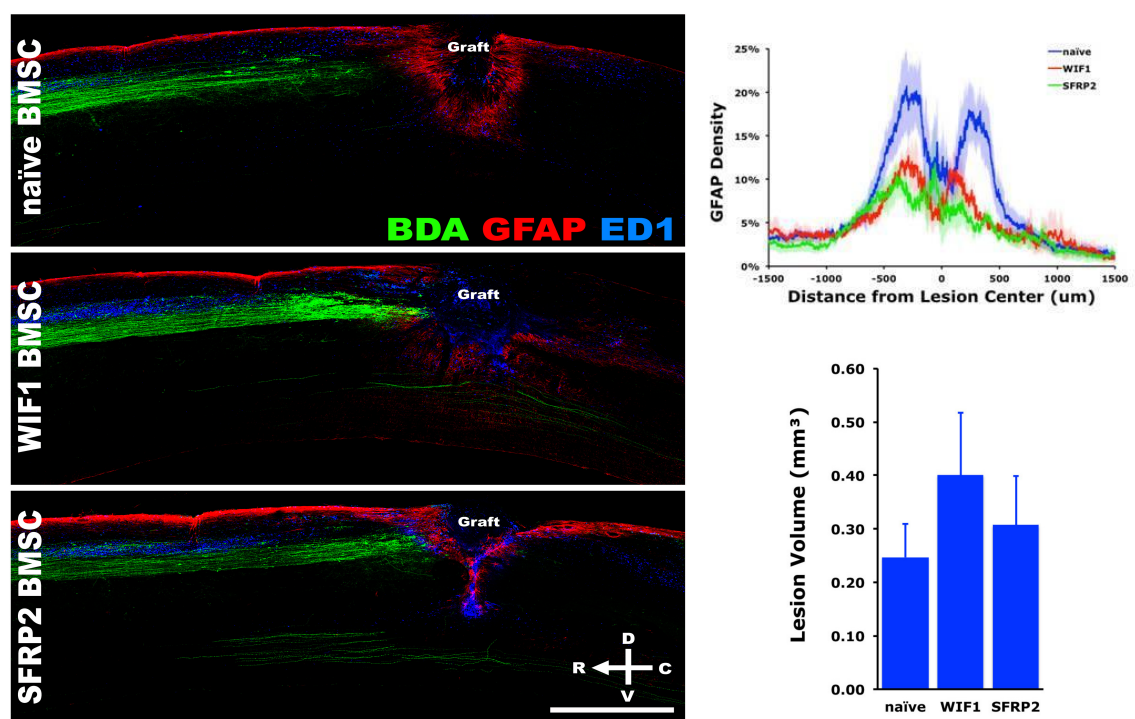 naïve BMSC
Graft
BDA GFAP ED1
WIF1 BMSC
Graft
SFRP2 BMSC
Graft
D
R C
V
25%
20%
15%
10%
5%
0%
GFAP Density
naïve
WIF1
SFRP2
-1500 -1000 -500 0 500 1000 1500
Distance from Lesion Center (um)
0.60
0.50
0.40
0.30
0.20
0.10
0.00
Lesion Volume (mm³)
naïve WIF1 SFRP2